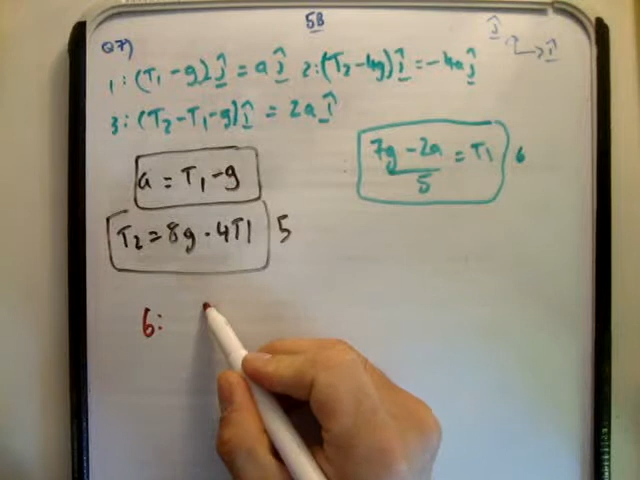 5B
Q7)
1: (T₁ - g) ĵ = a ĵ 2: (T₂ - 4g) ĵ = -4a ĵ
3: (T₂ - T₁ - g) î = 2a î
ĵ î
a = T₁ - g
7g - 2a / 5 = T1 6
T₂ = 8g - 4T1 5
6: